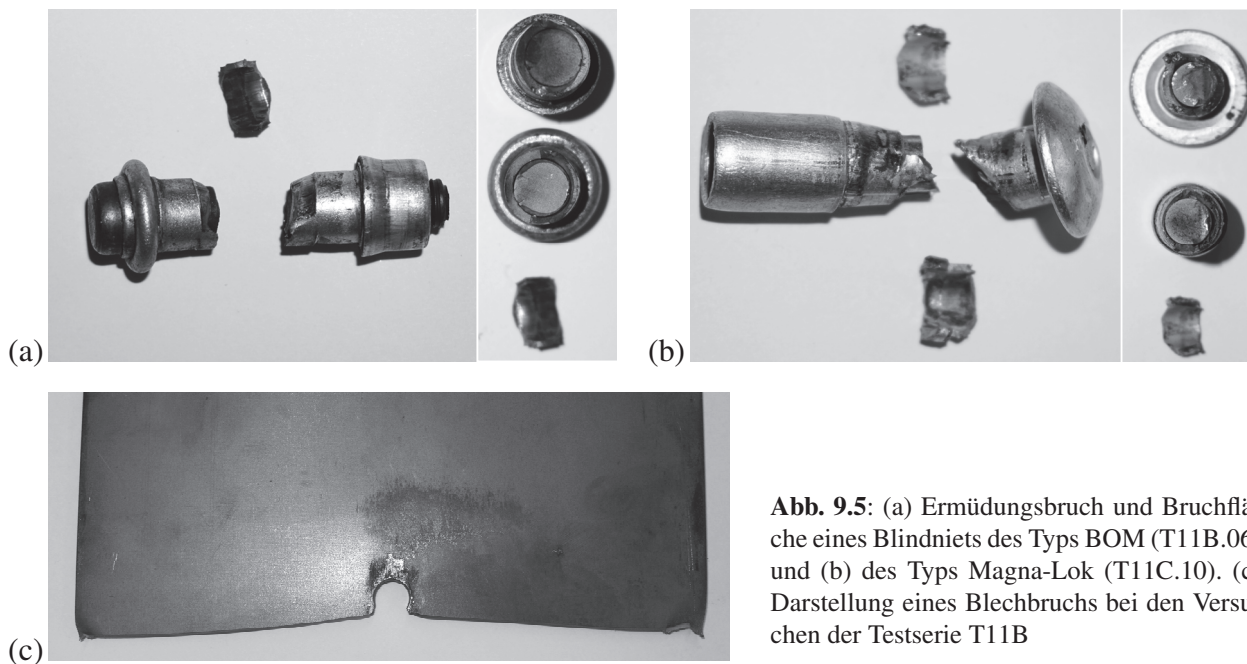 (a)
(b)
(c)
Abb. 9.5: (a) Ermüdungsbruch und Bruchflä-
che eines Blindniets des Typs BOM (T11B.06
und (b) des Typs Magna-Lok (T11C.10). (c
Darstellung eines Blechbruchs bei den Versu-
chen der Testserie T11B